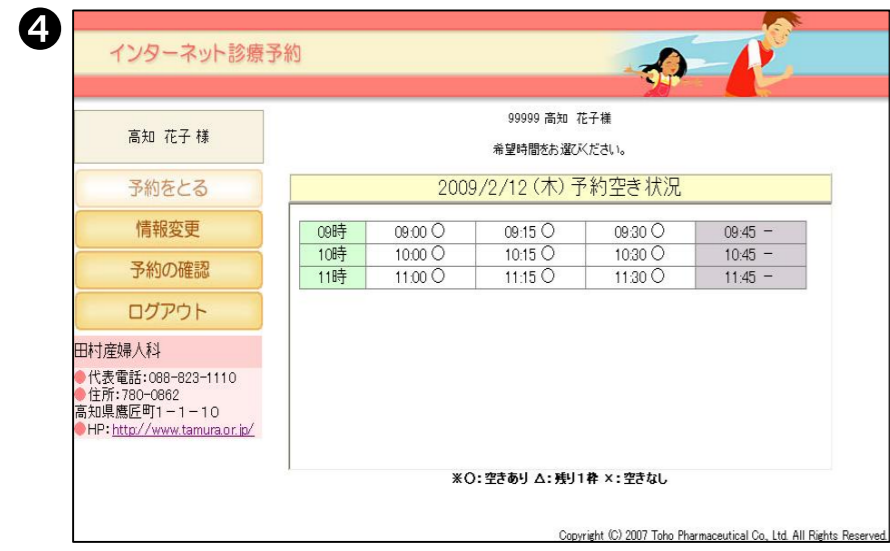 ❹
インターネット診療予約
高知 花子 様
予約をとる
情報変更
予約の確認
ログアウト
田村産婦人科
●代表電話:088-823-1110
●住所:780-0862
高知県鷹匠町1-1-10
●HP:http://www.tamura.or.jp/
99999 高知 花子様
希望時間をお選びください。
2009/2/12 (木) 予約空き状況
09時 09:00 ○ 09:15 ○ 09:30 ○ 09:45 −
10時 10:00 ○ 10:15 ○ 10:30 ○ 10:45 −
11時 11:00 ○ 11:15 ○ 11:30 ○ 11:45 −
※○:空きあり △:残り1枠 ×:空きなし
Copyright (C) 2007 Toho Pharmaceutical Co., Ltd. All Rights Reserved.